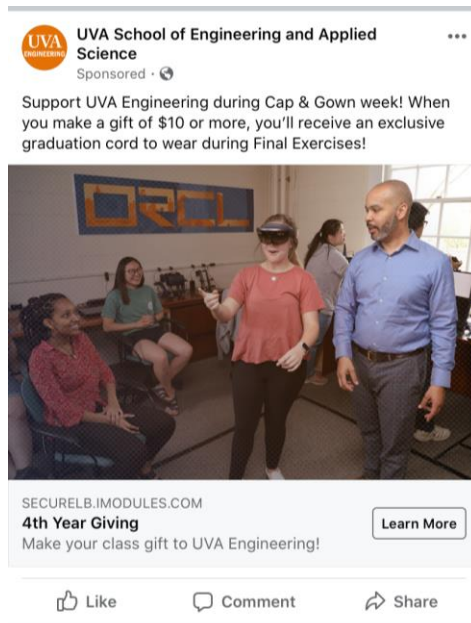 UVA
ENGINEERING
UVA School of Engineering and Applied
Science
Sponsored ·
Support UVA Engineering during Cap & Gown week! When
you make a gift of $10 or more, you'll receive an exclusive
graduation cord to wear during Final Exercises!
ORCL
SECURELB.IMODULES.COM
4th Year Giving
Learn More
Make your class gift to UVA Engineering!
Like
Comment
Share